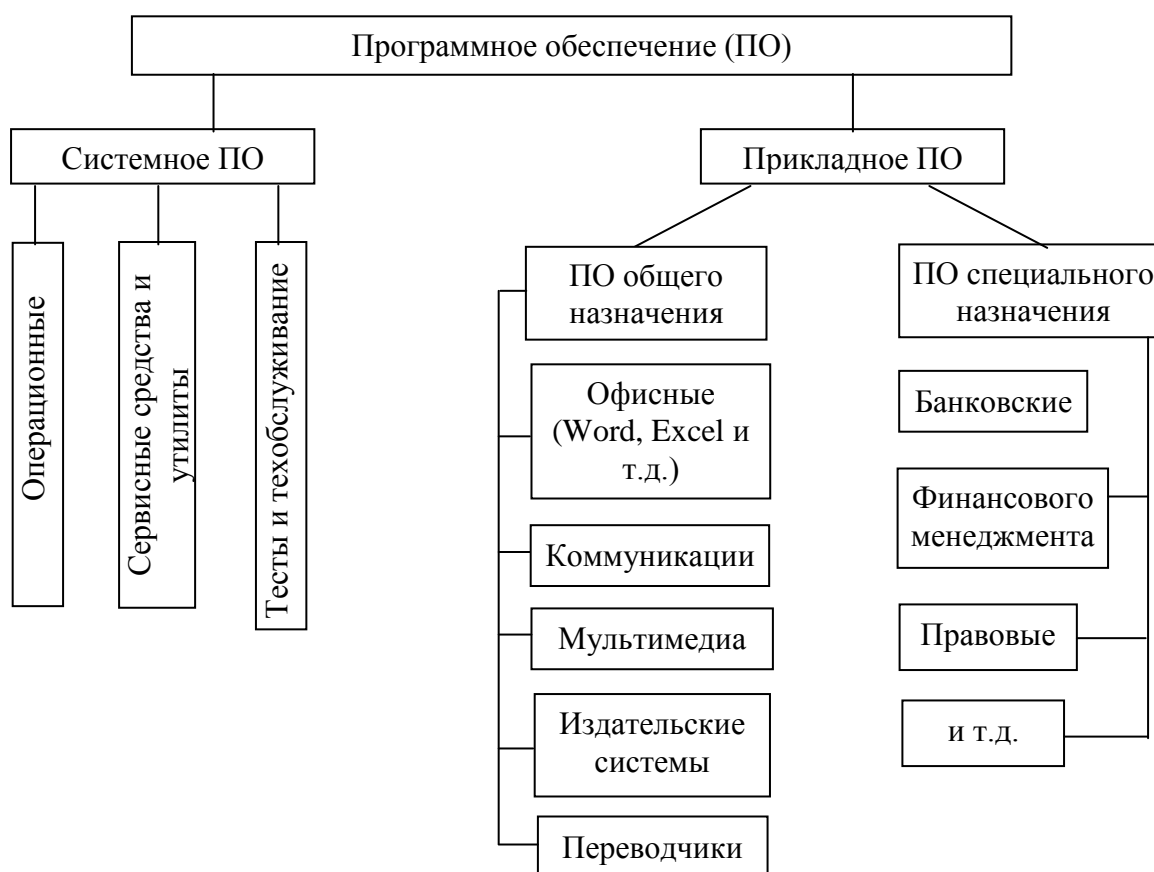 Программное обеспечение (ПО)
Системное ПО
Прикладное ПО
Операционные
Сервисные средства и
утилиты
Тесты и техобслуживание
ПО общего
назначения
Офисные
(Word, Excel и
т.д.)
Коммуникации
Мультимедиа
Издательские
системы
Переводчики
ПО специального
назначения
Банковские
Финансового
менеджмента
Правовые
и т.д.